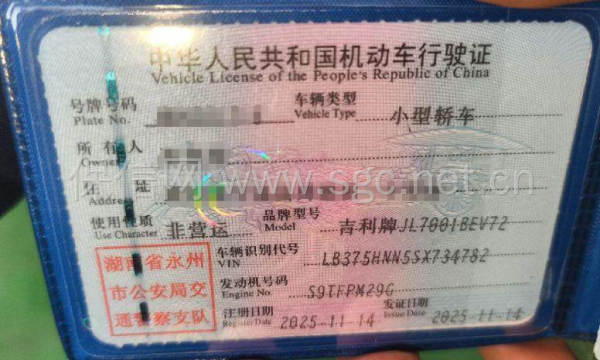 中华人民共和国机动车行驶证
Vehicle License of the People's Republic of China
号牌号码
Plate No.
车辆类型
Vehicle Type
小型轿车
所有人
Owner
住址
Address
使用性质
Use Character
非营运
品牌型号
Model
吉利牌JL7001BEV72
车辆识别代号
VIN
LB375HNN5SX734782
发动机号码
Engine No.
S9TFPM29G
注册日期
Register Date
2025-11-14
发证日期
Issue Date
2025-11-14
湖南省永州
市公安局交
通警察支队
www.sgc.net.cn